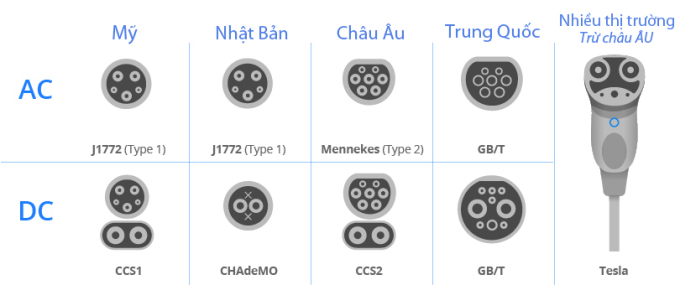 Mỹ
Nhật Bản
Châu Âu
Trung Quốc
Nhiều thị trường
Trừ châu ÂU
AC
J1772 (Type 1)
J1772 (Type 1)
Mennekes (Type 2)
GB/T
DC
CCS1
CHAdeMO
CCS2
GB/T
Tesla